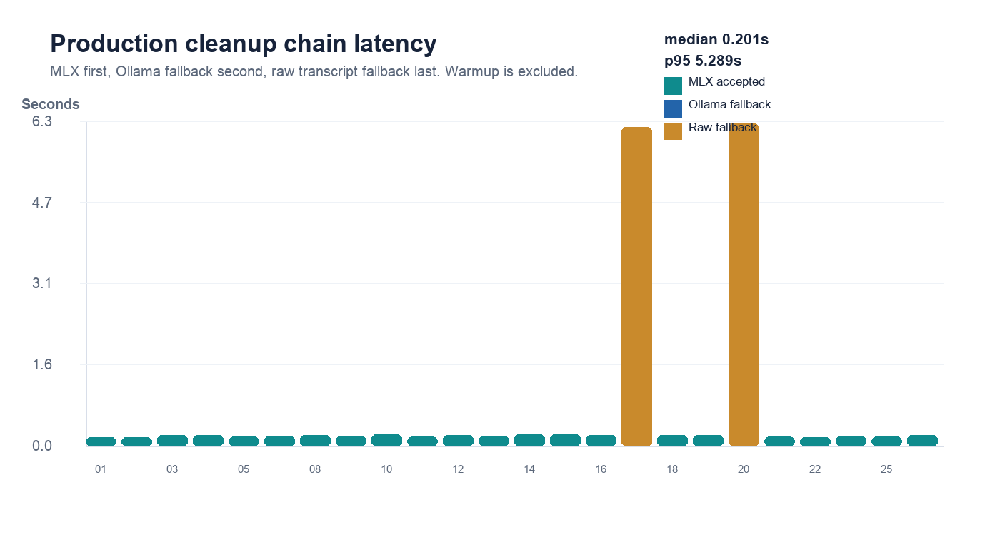 Production cleanup chain latency
MLX first, Ollama fallback second, raw transcript fallback last. Warmup is excluded.
median 0.201s
p95 5.289s
MLX accepted
Ollama fallback
Raw fallback
Seconds
6.3
4.7
3.1
1.6
0.0
01 03 05 08 10 12 14 16 18 20 22 25